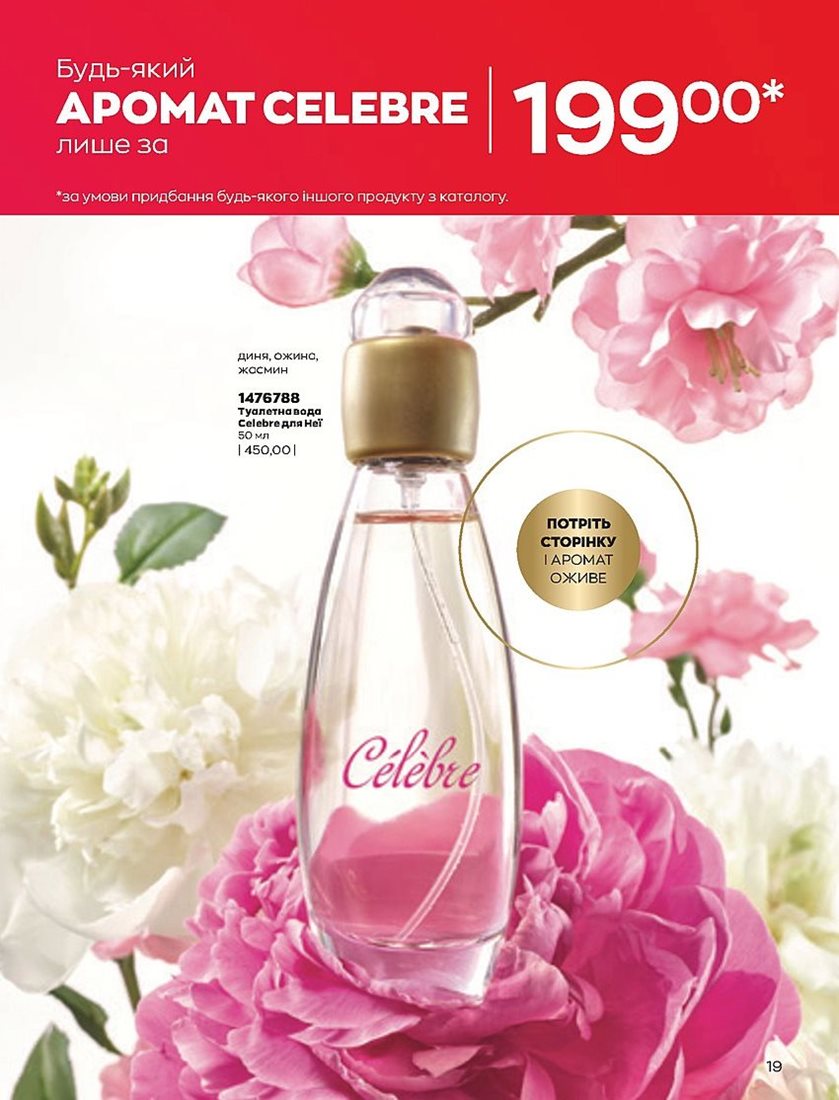 Будь-який
АРОМАТ CELEBRE
лише за
199⁰⁰*
*за умови придбання будь-якого іншого продукту з каталогу.
диня, ожина,
жасмин
1476788
Туалетна вода
Celebre для Неї
50 мл
| 450,00 |
ПОТРІТЬ
СТОРІНКУ
І АРОМАТ
ОЖИВЕ
Célèbre
19